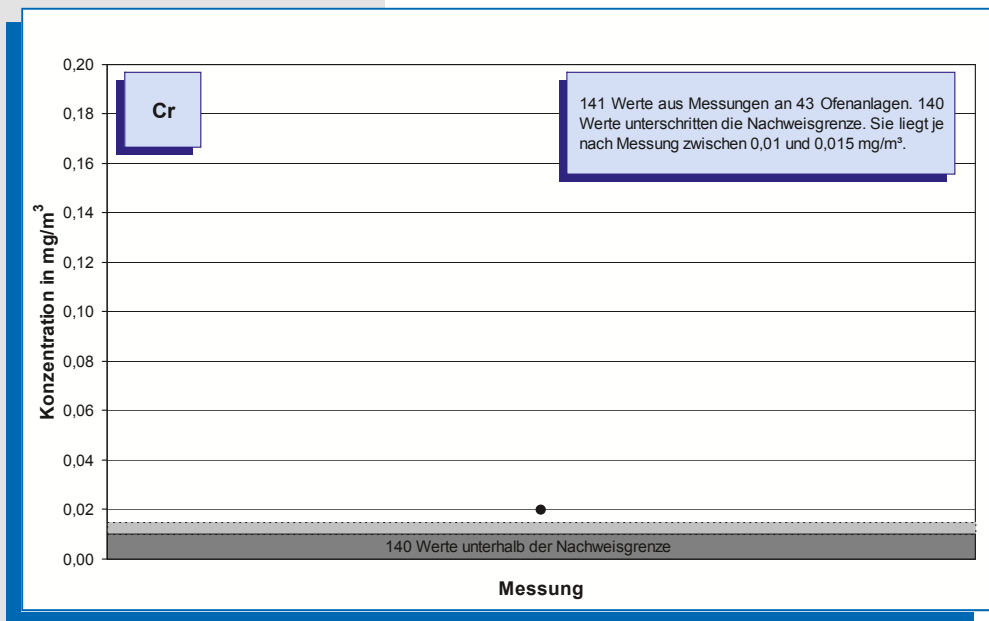 Cr
141 Werte aus Messungen an 43 Ofenanlagen. 140
Werte unterschritten die Nachweisgrenze. Sie liegt je
nach Messung zwischen 0,01 und 0,015 mg/m³.
Konzentration in mg/m³
0,20
0,18
0,16
0,14
0,12
0,10
0,08
0,06
0,04
0,02
0,00
140 Werte unterhalb der Nachweisgrenze
Messung